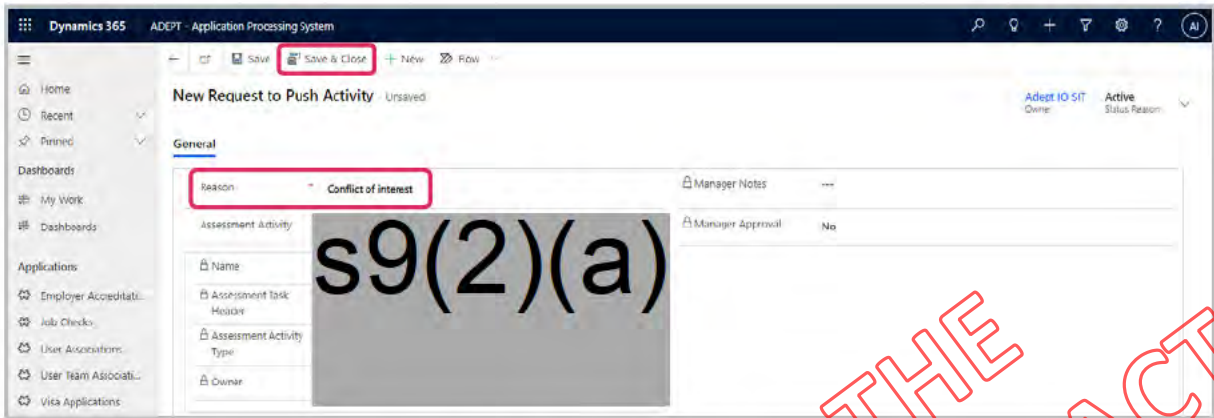 Dynamics 365 ADEPT - Application Processing System ? AI
Save Save & Close + New Flow
Home
New Request to Push Activity - Unsaved
Adept IO SIT Active
Owner Status Reason
Recent
Pinned
General
Dashboards
Reason * Conflict of interest
Manager Notes ---
My Work
Assessment Activity
Manager Approval No
Dashboards
s9(2)(a)
Applications
Name
Employer Accreditati...
Assessment Task
Header
Job Checks
Assessment Activity
Type
User Associations
User Team Associati...
Owner
Visa Applications
THE
ACT